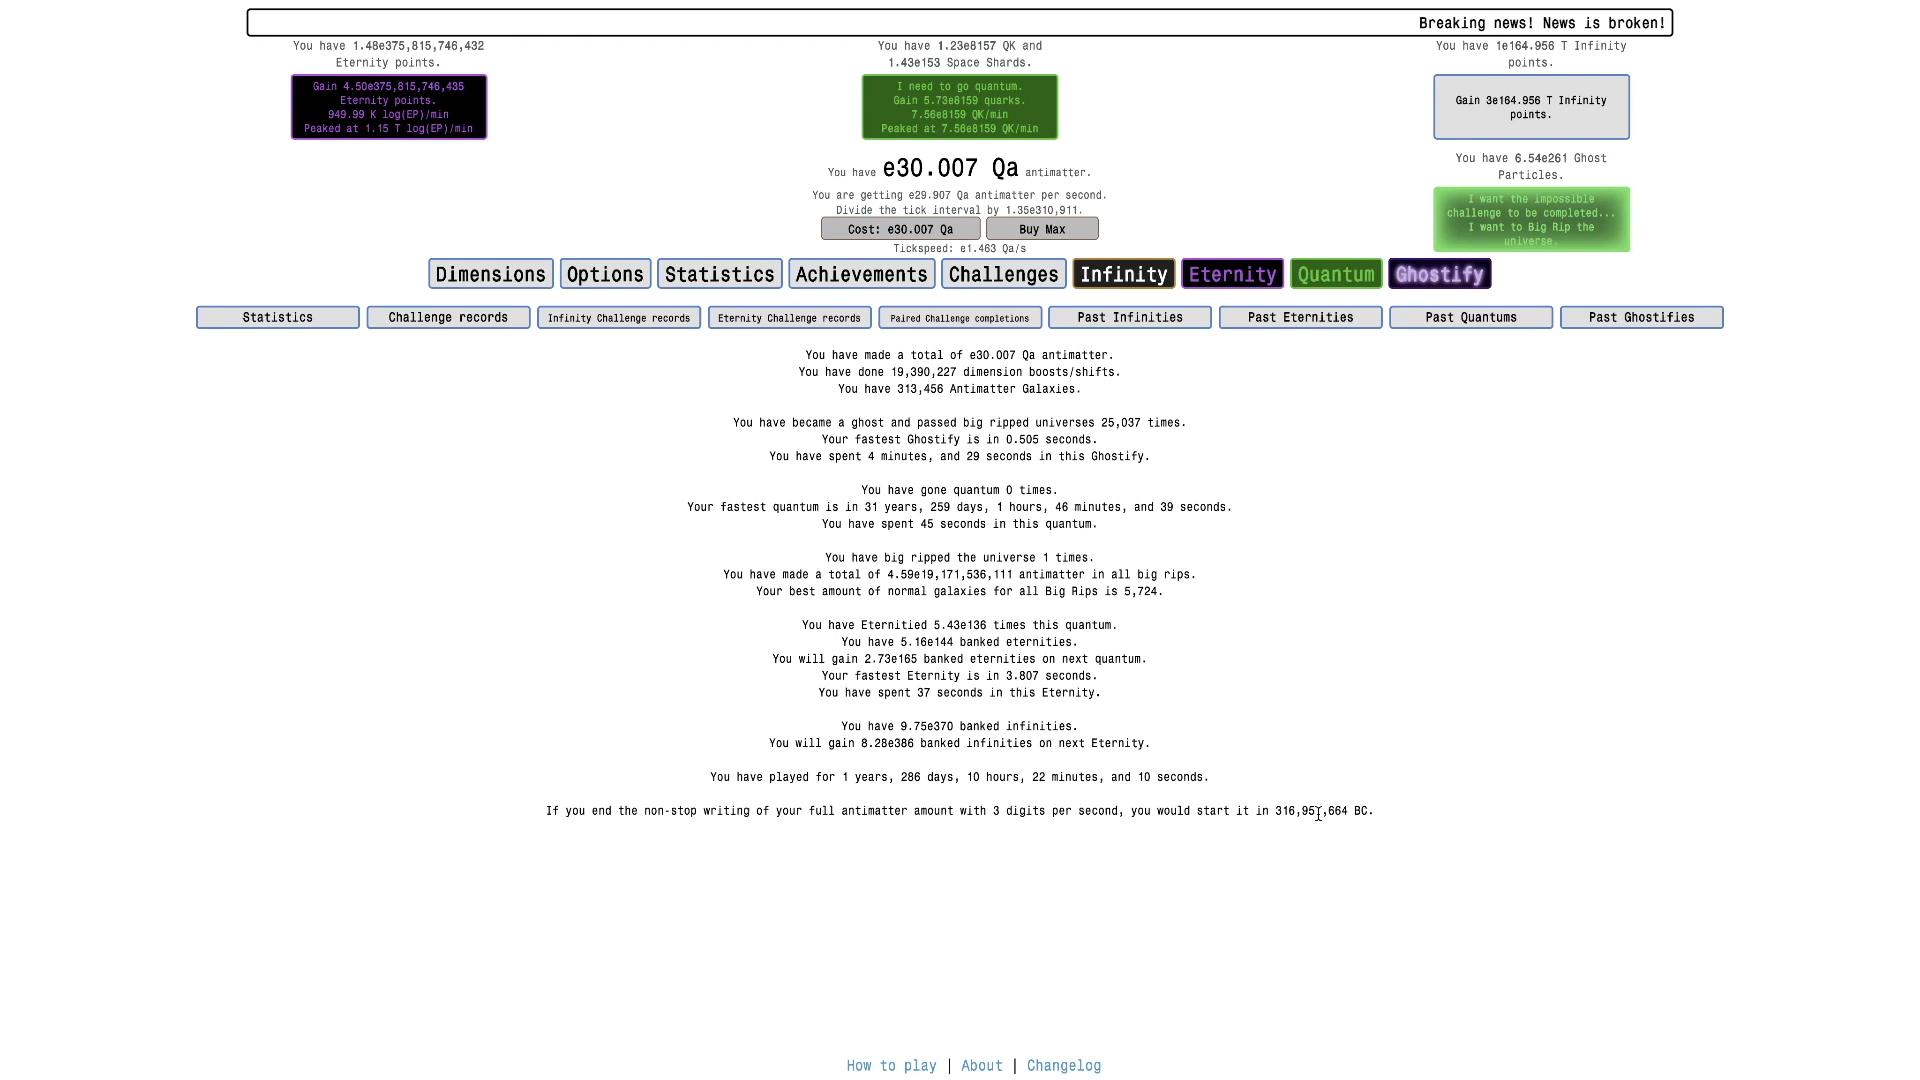 Breaking news! News is broken!
You have 1.48e375,815,746,432
Eternity points.
Gain 4.50e375,815,746,435
Eternity points.
949.99 K log(EP)/min
Peaked at 1.15 T log(EP)/min
You have 1.23e8157 QK and
1.43e153 Space Shards.
I need to go quantum.
Gain 5.73e8159 quarks.
7.56e8159 QK/min
Peaked at 7.56e8159 QK/min
You have 1e164.956 T Infinity
points.
Gain 3e164.956 T Infinity
points.
You have 6.54e261 Ghost
Particles.
I want the impossible
challenge to be completed...
I want to Big Rip the
universe.
You have e30.007 Qa antimatter.
You are getting e29.907 Qa antimatter per second.
Divide the tick interval by 1.35e310,911.
Cost: e30.007 Qa
Buy Max
Tickspeed: e1.463 Qa/s
Dimensions Options Statistics Achievements Challenges Infinity Eternity Quantum Ghostify
Statistics Challenge records Infinity Challenge records Eternity Challenge records Paired Challenge completions Past Infinities Past Eternities Past Quantums Past Ghostifies
You have made a total of e30.007 Qa antimatter.
You have done 19,390,227 dimension boosts/shifts.
You have 313,456 Antimatter Galaxies.
You have became a ghost and passed big ripped universes 25,037 times.
Your fastest Ghostify is in 0.505 seconds.
You have spent 4 minutes, and 29 seconds in this Ghostify.
You have gone quantum 0 times.
Your fastest quantum is in 31 years, 259 days, 1 hours, 46 minutes, and 39 seconds.
You have spent 45 seconds in this quantum.
You have big ripped the universe 1 times.
You have made a total of 4.59e19,171,536,111 antimatter in all big rips.
Your best amount of normal galaxies for all Big Rips is 5,724.
You have Eternitied 5.43e136 times this quantum.
You have 5.16e144 banked eternities.
You will gain 2.73e165 banked eternities on next quantum.
Your fastest Eternity is in 3.807 seconds.
You have spent 37 seconds in this Eternity.
You have 9.75e370 banked infinities.
You will gain 8.28e386 banked infinities on next Eternity.
You have played for 1 years, 286 days, 10 hours, 22 minutes, and 10 seconds.
If you end the non-stop writing of your full antimatter amount with 3 digits per second, you would start it in BC.
How to play | About | Changelog